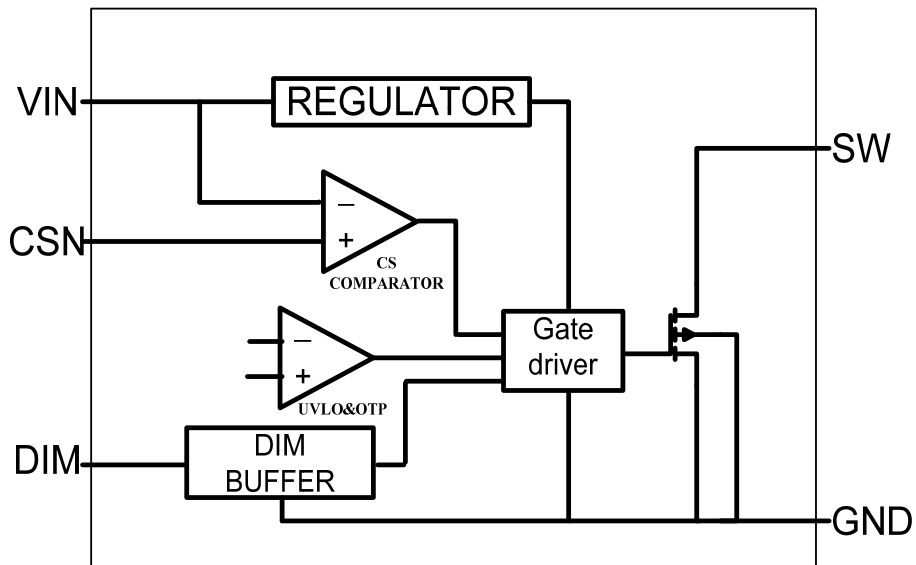 VIN
REGULATOR
SW
−
CSN
+
CS
COMPARATOR
Gate
driver
−
+
UVLO&OTP
DIM
DIM
BUFFER
GND